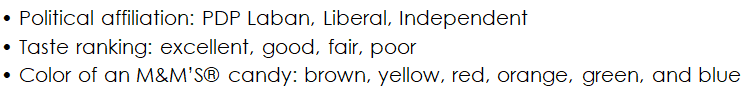 • Political affiliation: PDP Laban, Liberal, Independent
• Taste ranking: excellent, good, fair, poor
• Color of an M&M'S® candy: brown, yellow, red, orange, green, and blue